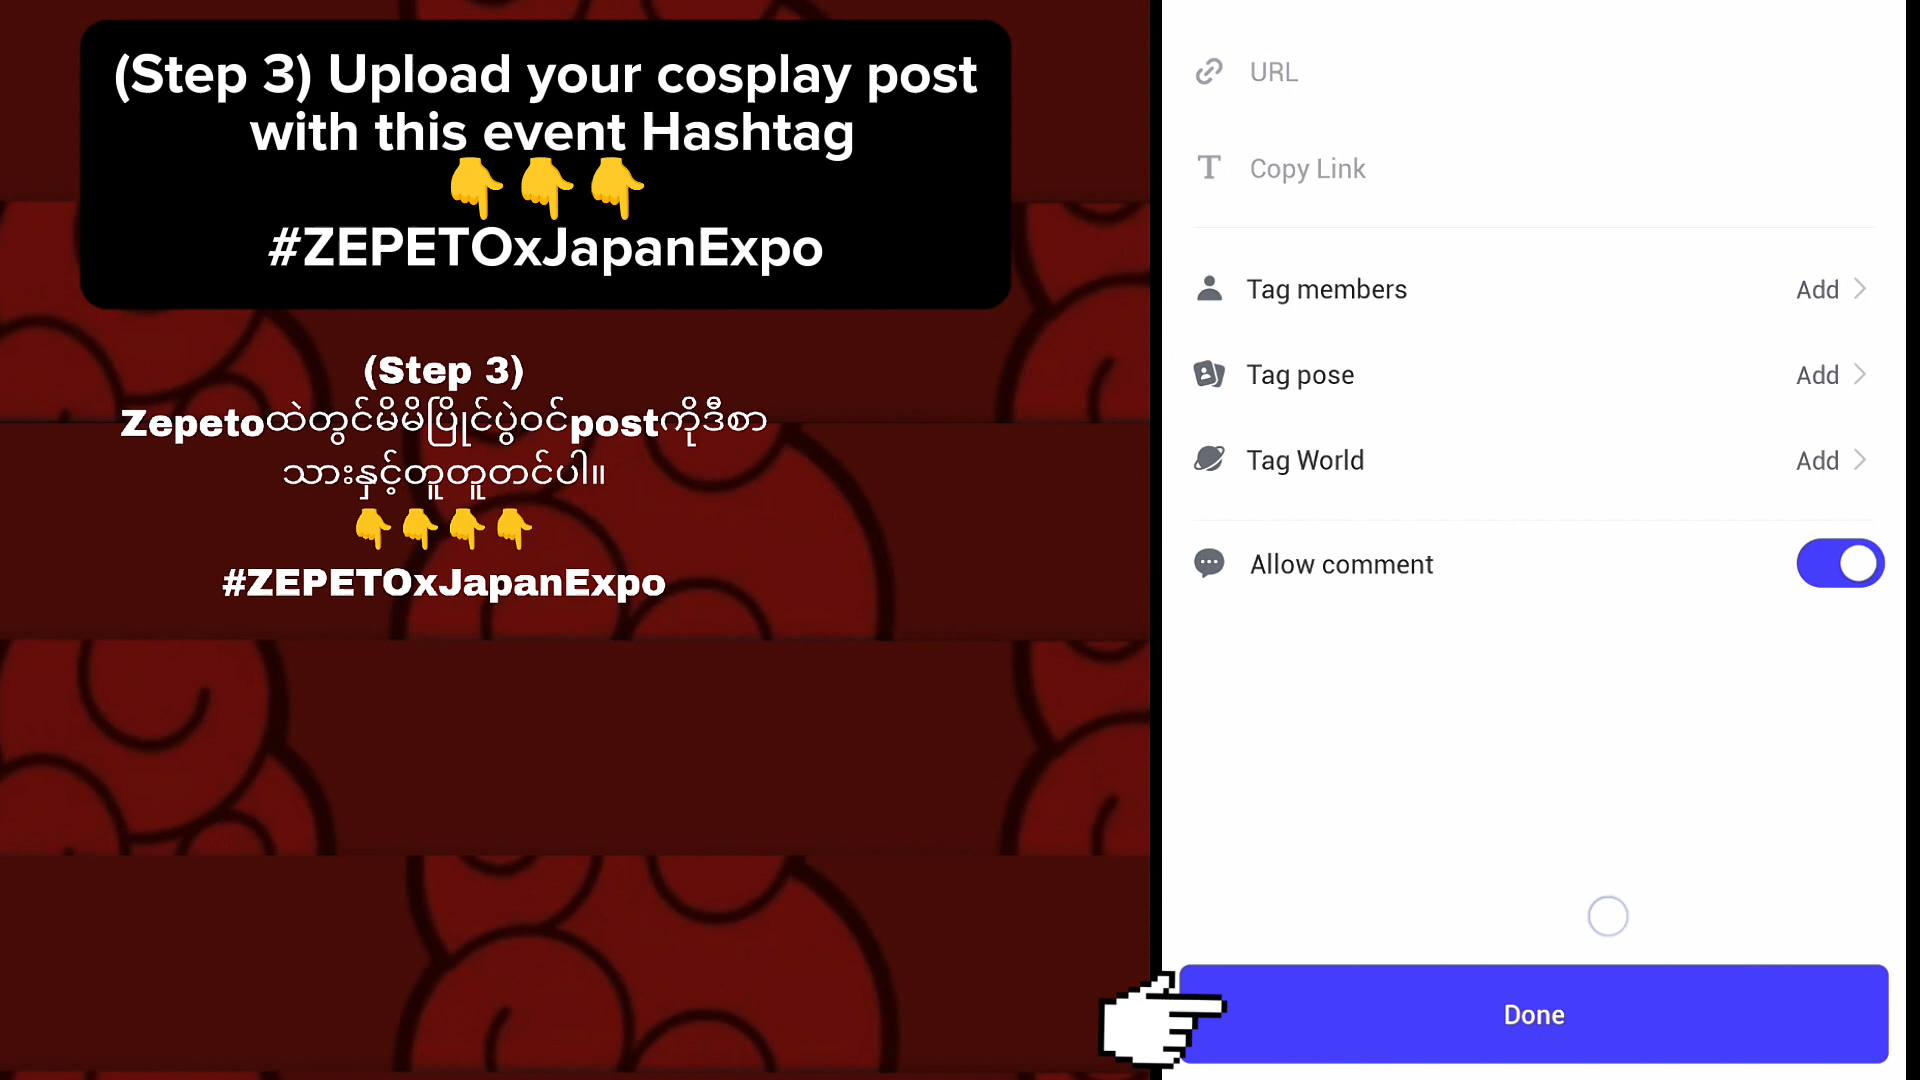 (Step 3) Upload your cosplay post
with this event Hashtag
👇👇👇
#ZEPETOxJapanExpo
(Step 3)
Zepetoထဲတွင်မိမိပြိုင်ပွဲဝင်postကိုဒီစာ
သားနှင့်တူတူတင်ပါ။
👇👇👇👇
#ZEPETOxJapanExpo
URL
Copy Link
Tag members Add
Tag pose Add
Tag World Add
Allow comment
Done